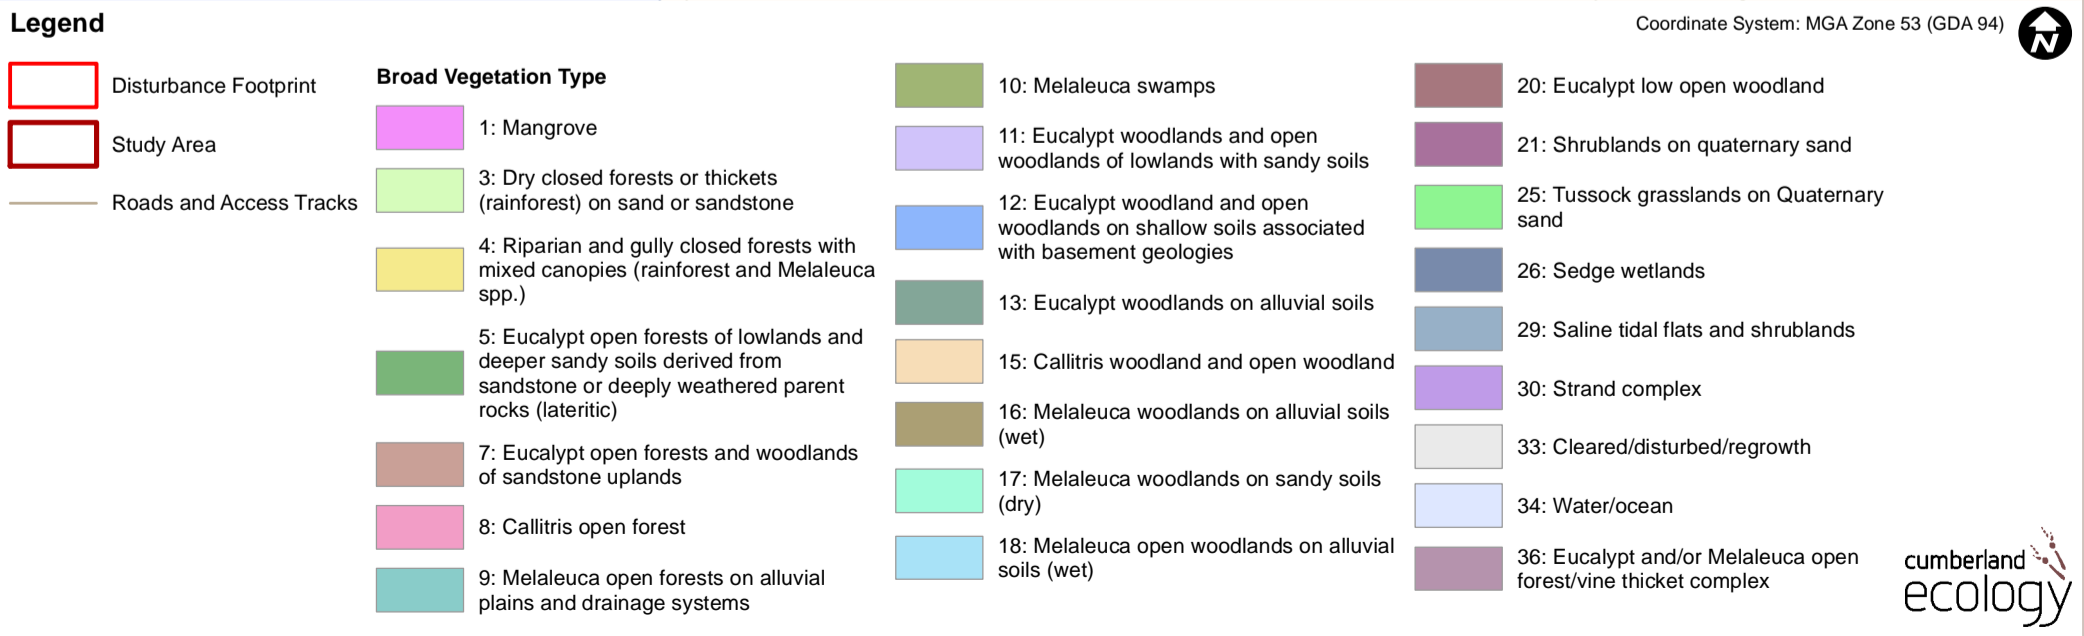 Legend
Coordinate System: MGA Zone 53 (GDA 94)
N
Disturbance Footprint
Study Area
Roads and Access Tracks
Broad Vegetation Type
1: Mangrove
3: Dry closed forests or thickets
(rainforest) on sand or sandstone
4: Riparian and gully closed forests with
mixed canopies (rainforest and Melaleuca
spp.)
5: Eucalypt open forests of lowlands and
deeper sandy soils derived from
sandstone or deeply weathered parent
rocks (lateritic)
7: Eucalypt open forests and woodlands
of sandstone uplands
8: Callitris open forest
9: Melaleuca open forests on alluvial
plains and drainage systems
10: Melaleuca swamps
11: Eucalypt woodlands and open
woodlands of lowlands with sandy soils
12: Eucalypt woodland and open
woodlands on shallow soils associated
with basement geologies
13: Eucalypt woodlands on alluvial soils
15: Callitris woodland and open woodland
16: Melaleuca woodlands on alluvial soils
(wet)
17: Melaleuca woodlands on sandy soils
(dry)
18: Melaleuca open woodlands on alluvial
soils (wet)
20: Eucalypt low open woodland
21: Shrublands on quaternary sand
25: Tussock grasslands on Quaternary
sand
26: Sedge wetlands
29: Saline tidal flats and shrublands
30: Strand complex
33: Cleared/disturbed/regrowth
34: Water/ocean
36: Eucalypt and/or Melaleuca open
forest/vine thicket complex
cumberland
ecology